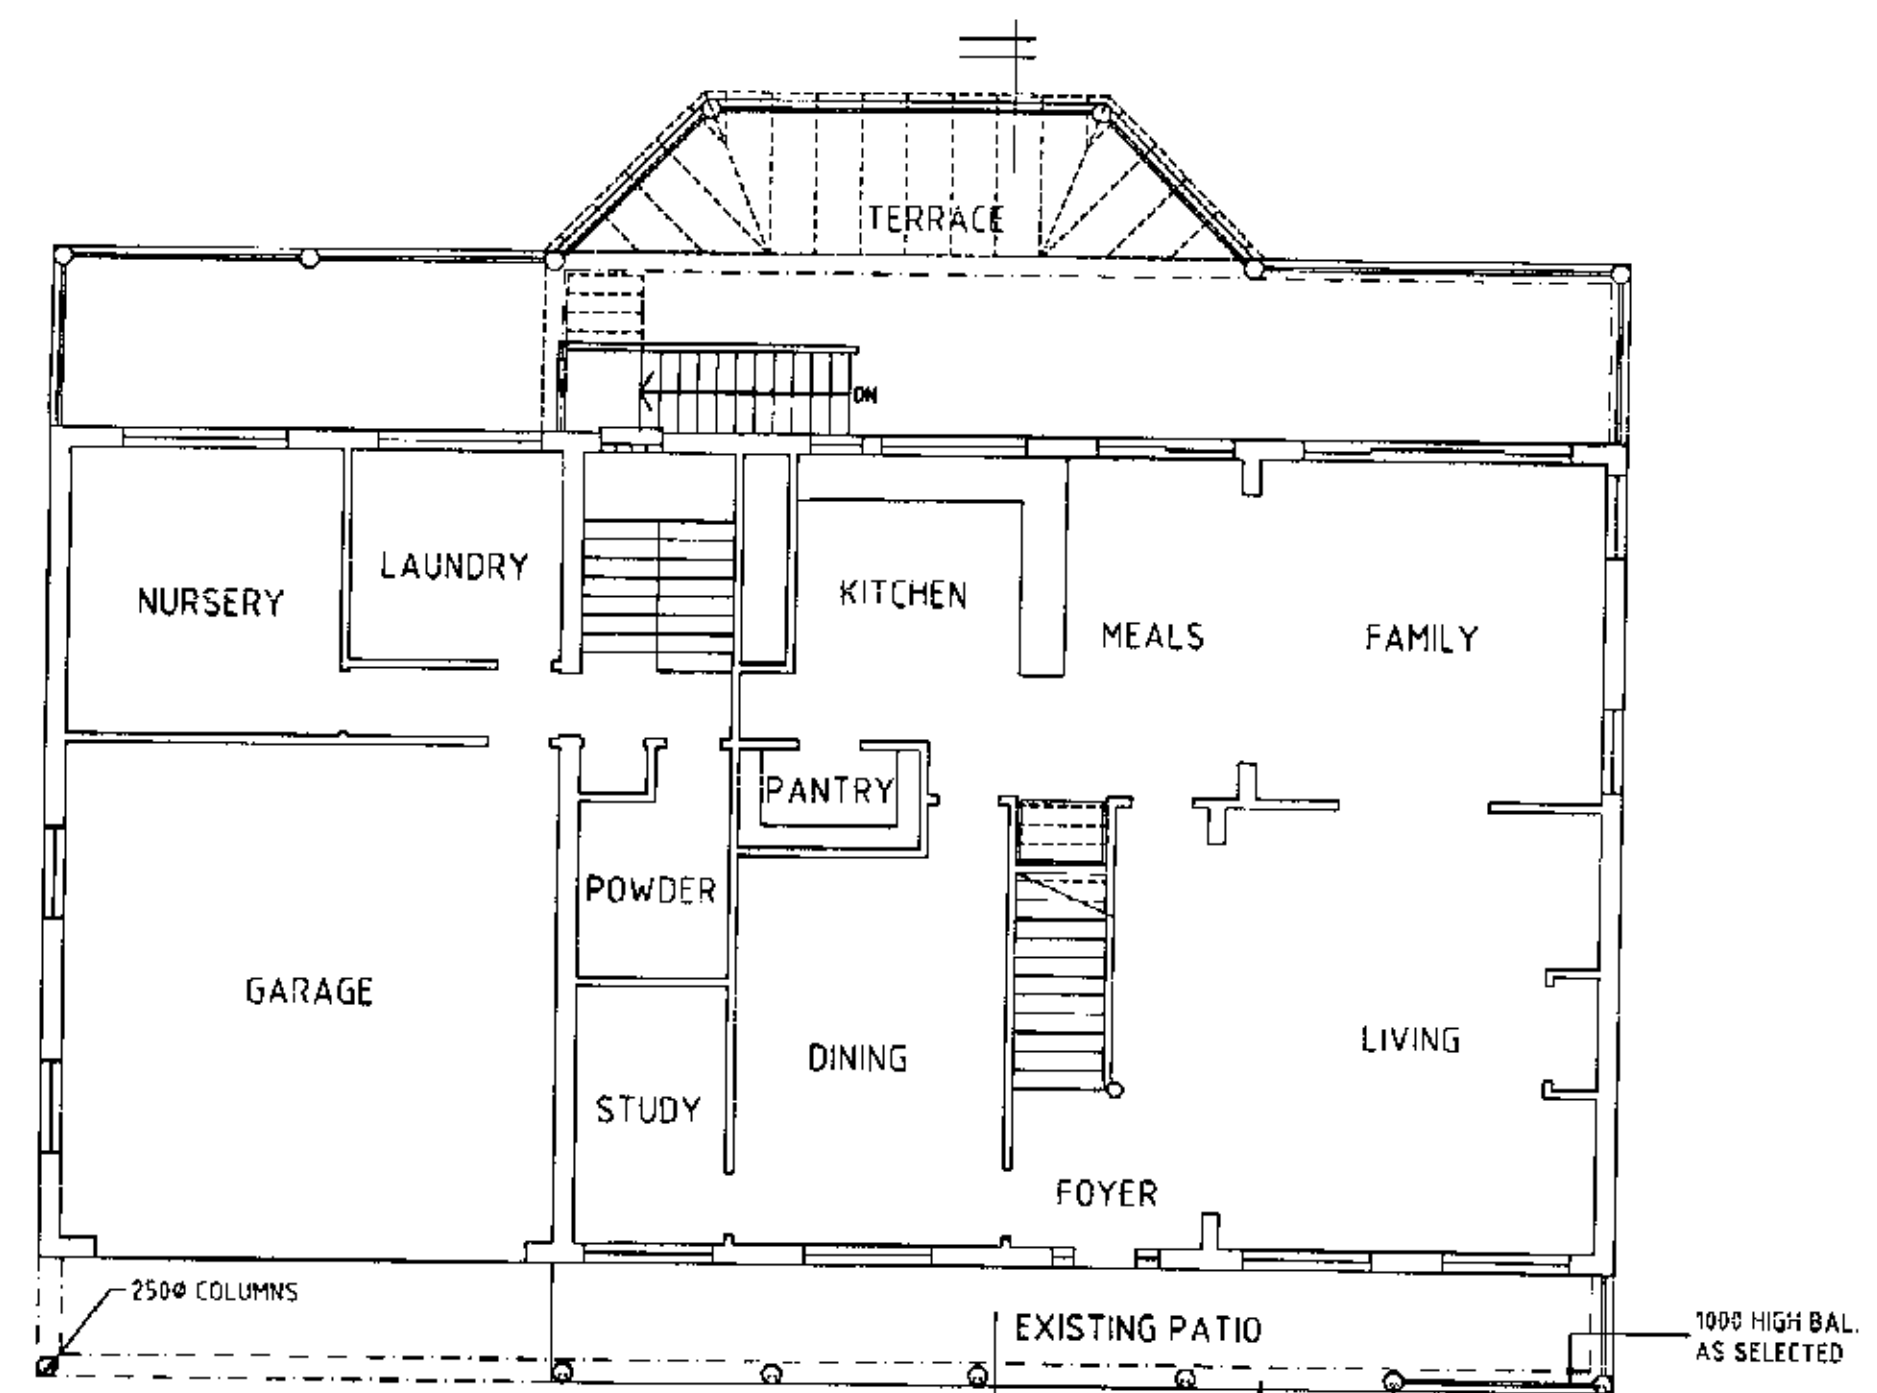 TERRACE
DN
LAUNDRY
NURSERY
KITCHEN
MEALS
FAMILY
PANTRY
POWDER
GARAGE
LIVING
DINING
STUDY
FOYER
250Ø COLUMNS
EXISTING PATIO
1000 HIGH BAL.
AS SELECTED